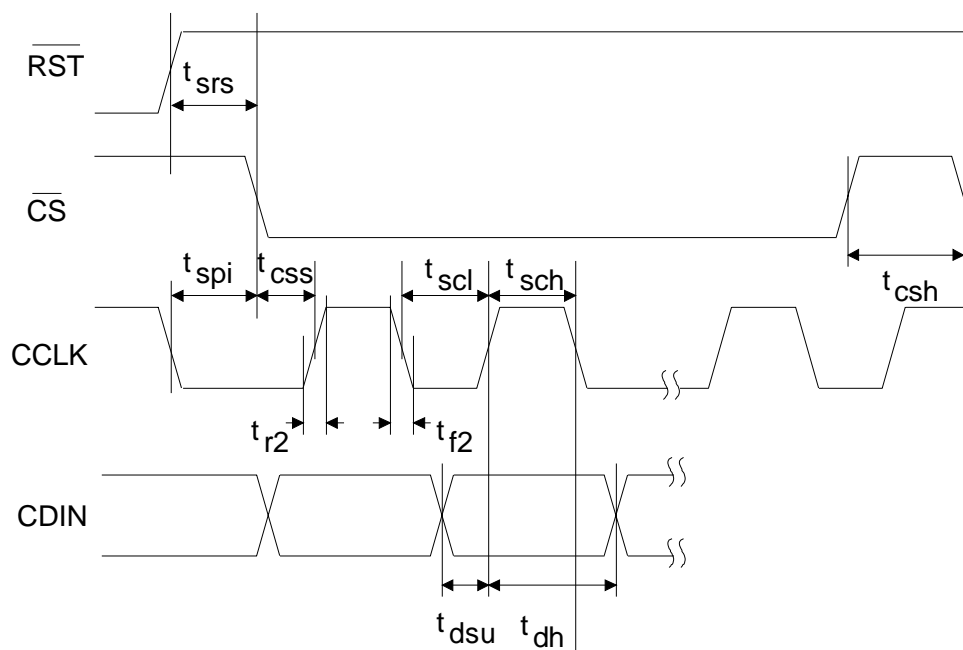 RST
t srs
CS
t spi
t css
t scl
t sch
t csh
CCLK
t r2
t f2
CDIN
t dsu
t dh